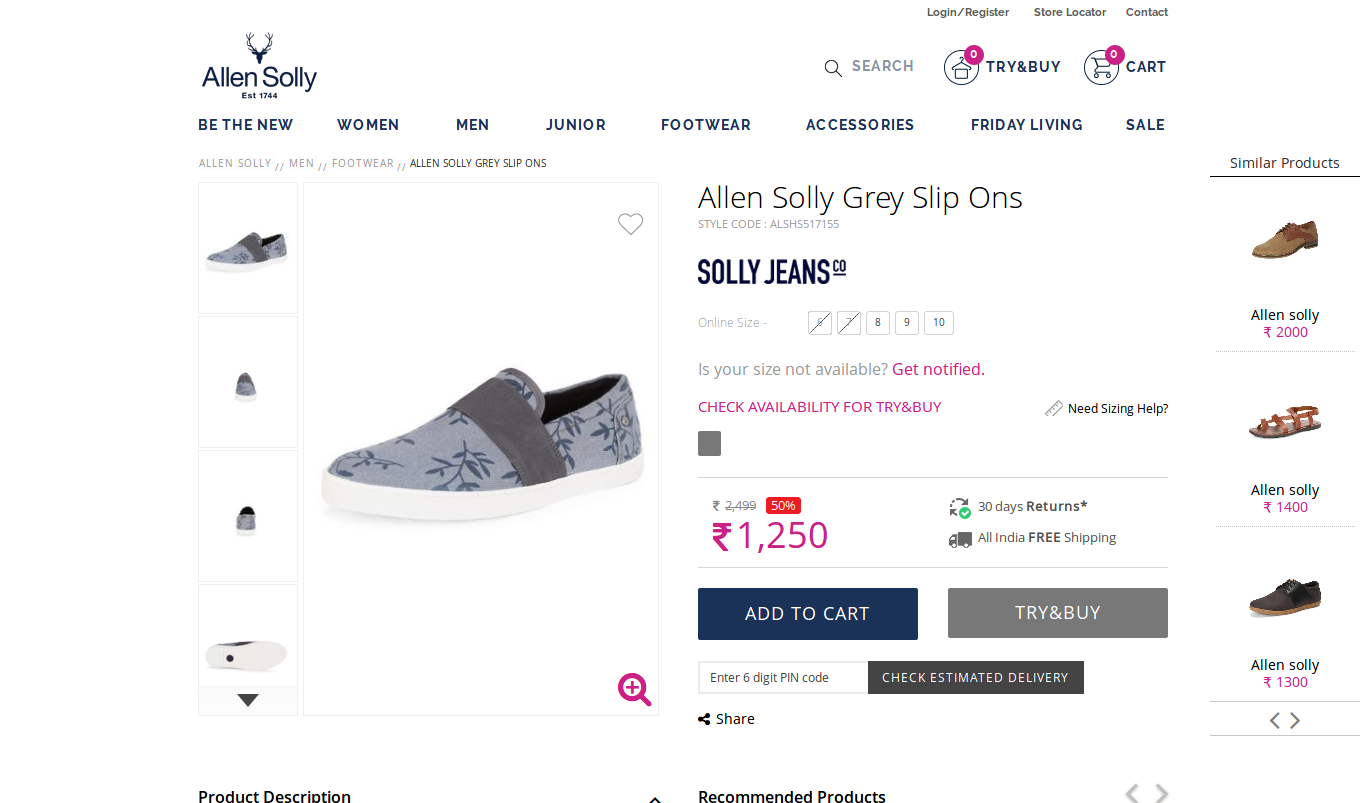 Login/Register Store Locator Contact
Allen Solly
Est 1744
SEARCH
0
TRY&BUY
0
CART
BE THE NEW WOMEN MEN JUNIOR FOOTWEAR ACCESSORIES FRIDAY LIVING SALE
ALLEN SOLLY // MEN // FOOTWEAR // ALLEN SOLLY GREY SLIP ONS
Allen Solly Grey Slip Ons
STYLE CODE : ALSHS517155
SOLLY JEANS CO
Online Size - 6 7 8 9 10
Is your size not available? Get notified.
CHECK AVAILABILITY FOR TRY&BUY
Need Sizing Help?
₹ 2,499 50%
₹1,250
30 days Returns*
All India FREE Shipping
ADD TO CART
TRY&BUY
Enter 6 digit PIN code
CHECK ESTIMATED DELIVERY
Share
Similar Products
Allen solly
₹ 2000
Allen solly
₹ 1400
Allen solly
₹ 1300
Product Description
Recommended Products